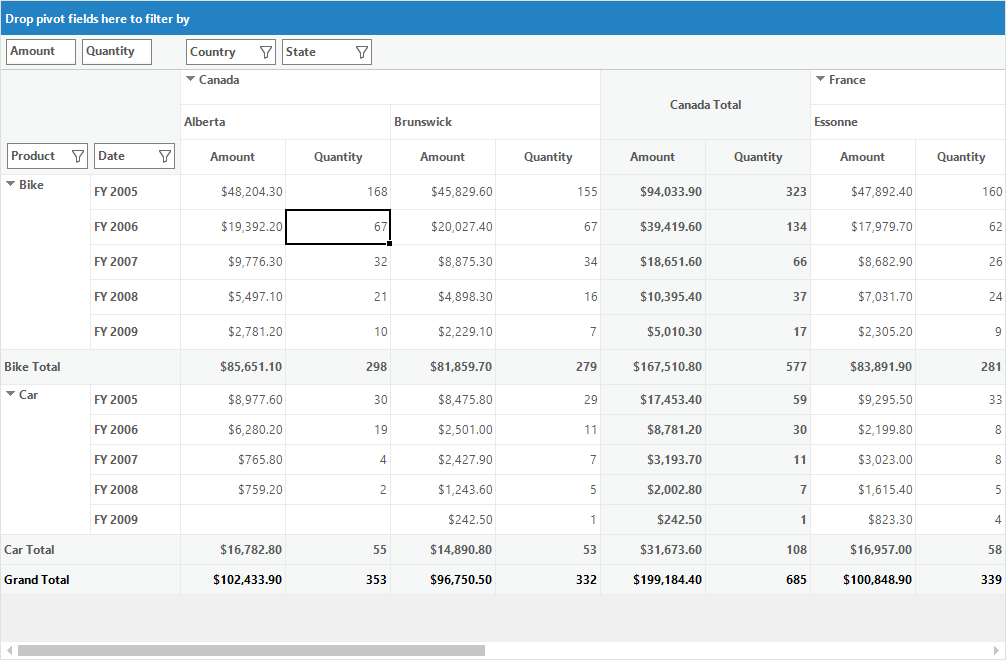 Drop pivot fields here to filter by
Amount Quantity Country State
Canada France
Canada Total
Alberta Brunswick Essonne
Product Date Amount Quantity Amount Quantity Amount Quantity Amount Quantity
Bike FY 2005 $48,204.30 168 $45,829.60 155 $94,033.90 323 $47,892.40 160
FY 2006 $19,392.20 67 $20,027.40 67 $39,419.60 134 $17,979.70 62
FY 2007 $9,776.30 32 $8,875.30 34 $18,651.60 66 $8,682.90 26
FY 2008 $5,497.10 21 $4,898.30 16 $10,395.40 37 $7,031.70 24
FY 2009 $2,781.20 10 $2,229.10 7 $5,010.30 17 $2,305.20 9
Bike Total $85,651.10 298 $81,859.70 279 $167,510.80 577 $83,891.90 281
Car FY 2005 $8,977.60 30 $8,475.80 29 $17,453.40 59 $9,295.50 33
FY 2006 $6,280.20 19 $2,501.00 11 $8,781.20 30 $2,199.80 8
FY 2007 $765.80 4 $2,427.90 7 $3,193.70 11 $3,023.00 8
FY 2008 $759.20 2 $1,243.60 5 $2,002.80 7 $1,615.40 5
FY 2009 $242.50 1 $242.50 1 $823.30 4
Car Total $16,782.80 55 $14,890.80 53 $31,673.60 108 $16,957.00 58
Grand Total $102,433.90 353 $96,750.50 332 $199,184.40 685 $100,848.90 339